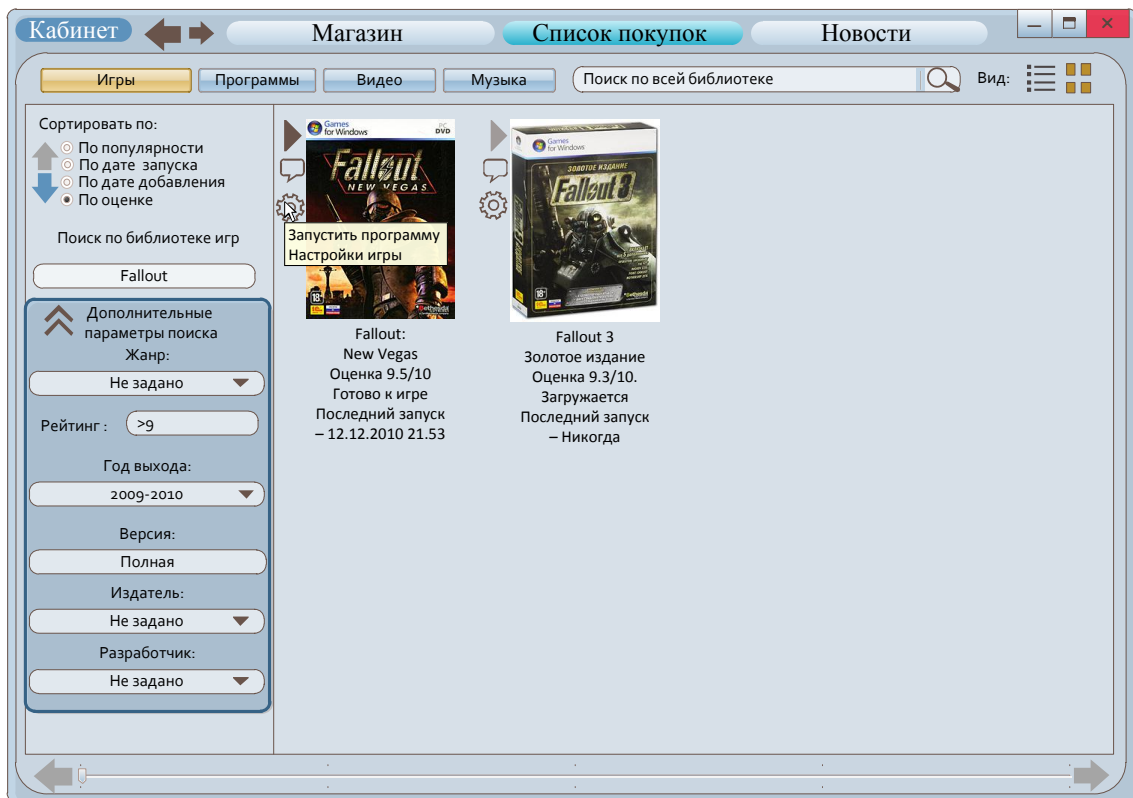 Кабинет
Магазин
Список покупок
Новости
Игры
Программы
Видео
Музыка
Поиск по всей библиотеке
Вид:
Сортировать по:
По популярности
По дате запуска
По дате добавления
По оценке
Поиск по библиотеке игр
Fallout
Дополнительные
параметры поиска
Жанр:
Не задано
Рейтинг :
>9
Год выхода:
2009-2010
Версия:
Полная
Издатель:
Не задано
Разработчик:
Не задано
Games
for Windows
PC
DVD
Fallout
NEW VEGAS
Запустить программу
Настройки игры
18+
Bethesda
Fallout:
New Vegas
Оценка 9.5/10
Готово к игре
Последний запуск
– 12.12.2010 21.53
Games
for Windows
ЗОЛОТОЕ ИЗДАНИЕ
Fallout 3
18+
Bethesda
Fallout 3
Золотое издание
Оценка 9.3/10.
Загружается
Последний запуск
– Никогда